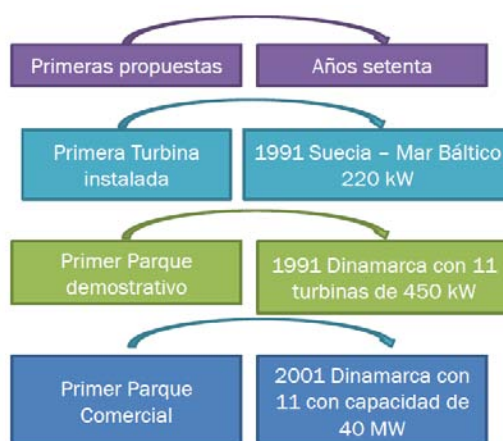 Primeras propuestas
Años setenta
Primera Turbina
instalada
1991 Suecia – Mar Báltico
220 kW
Primer Parque
demostrativo
1991 Dinamarca con 11
turbinas de 450 kW
Primer Parque
Comercial
2001 Dinamarca con
11 con capacidad de
40 MW